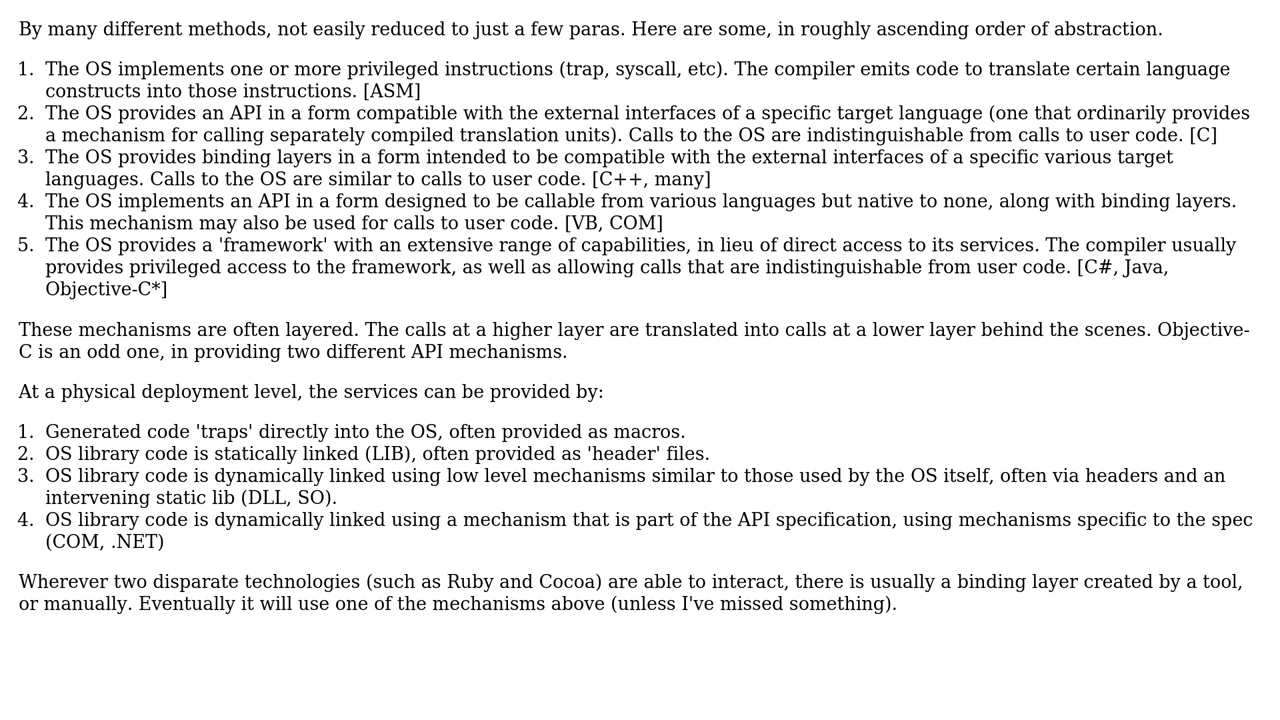 By many different methods, not easily reduced to just a few paras. Here are some, in roughly ascending order of abstraction.
1. The OS implements one or more privileged instructions (trap, syscall, etc). The compiler emits code to translate certain language
constructs into those instructions. [ASM]
2. The OS provides an API in a form compatible with the external interfaces of a specific target language (one that ordinarily provides
a mechanism for calling separately compiled translation units). Calls to the OS are indistinguishable from calls to user code. [C]
3. The OS provides binding layers in a form intended to be compatible with the external interfaces of a specific various target
languages. Calls to the OS are similar to calls to user code. [C++, many]
4. The OS implements an API in a form designed to be callable from various languages but native to none, along with binding layers.
This mechanism may also be used for calls to user code. [VB, COM]
5. The OS provides a 'framework' with an extensive range of capabilities, in lieu of direct access to its services. The compiler usually
provides privileged access to the framework, as well as allowing calls that are indistinguishable from user code. [C#, Java,
Objective-C*]
These mechanisms are often layered. The calls at a higher layer are translated into calls at a lower layer behind the scenes. Objective-
C is an odd one, in providing two different API mechanisms.
At a physical deployment level, the services can be provided by:
1. Generated code 'traps' directly into the OS, often provided as macros.
2. OS library code is statically linked (LIB), often provided as 'header' files.
3. OS library code is dynamically linked using low level mechanisms similar to those used by the OS itself, often via headers and an
intervening static lib (DLL, SO).
4. OS library code is dynamically linked using a mechanism that is part of the API specification, using mechanisms specific to the spec
(COM, .NET)
Wherever two disparate technologies (such as Ruby and Cocoa) are able to interact, there is usually a binding layer created by a tool,
or manually. Eventually it will use one of the mechanisms above (unless I've missed something).